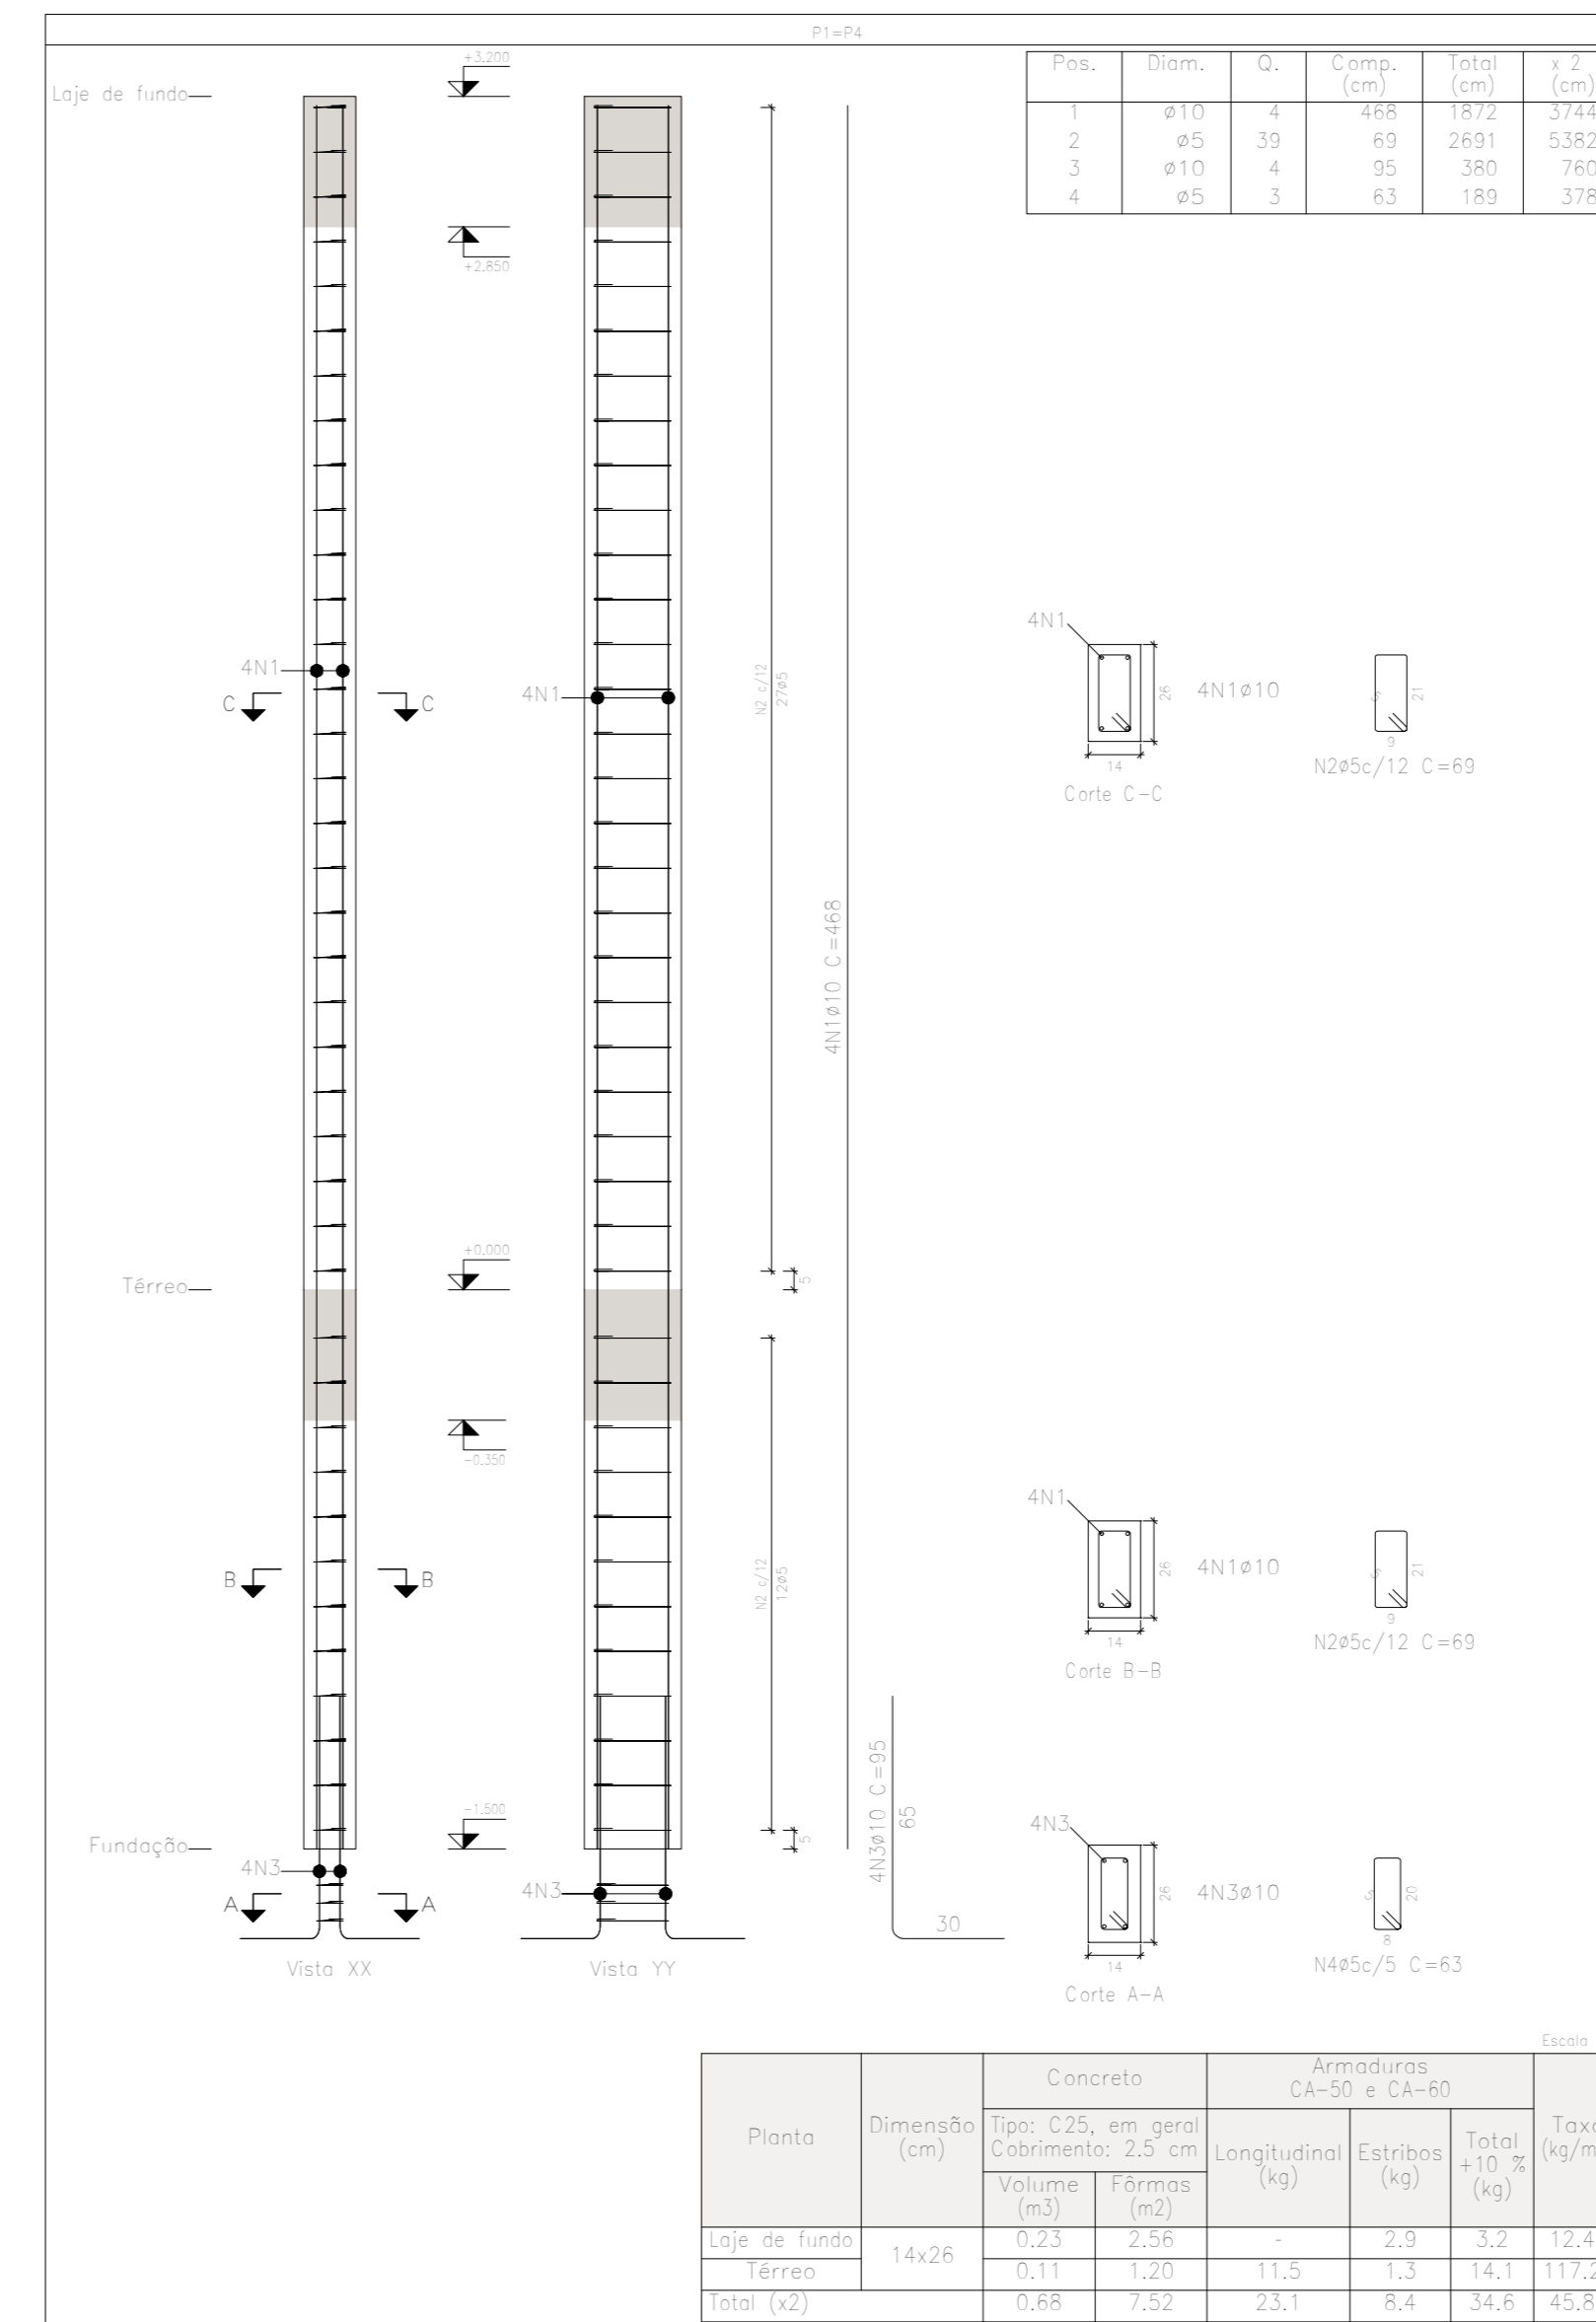 P1=P4
Pos. Diam. Q. Comp. (cm) Total (cm) x 2 (cm)
1 ø10 4 468 1872 3744
2 ø5 39 69 2691 5382
3 ø10 4 95 380 760
4 ø5 3 63 189 378
+3.200
Laje de fundo
+2.850
4N1
C C
4N1
N2 c/12
27ø5
4N1ø10 C=468
4N1
26
14
4N1ø10
Corte C-C
5
21
9
N2ø5c/12 C=69
+0.000
Térreo
5
-0.350
B B
N2 c/12
12ø5
4N1
26
14
4N1ø10
Corte B-B
5
21
9
N2ø5c/12 C=69
-1.500
Fundação
5
4N3
A A
4N3
4N3ø10 C=95
65
30
Vista XX
Vista YY
4N3
26
14
4N3ø10
Corte A-A
5
20
8
N4ø5c/5 C=63
Escala
Planta
Dimensão
(cm)
Concreto
Tipo: C25, em geral
Cobrimento: 2.5 cm
Volume
(m3)
Fôrmas
(m2)
Armaduras
CA-50 e CA-60
Longitudinal
(kg)
Estribos
(kg)
Total
+10 %
(kg)
Laje de fundo 14x26 0.23 2.56 - 2.9 3.2 12.4
Térreo 0.11 1.20 11.5 1.3 14.1 117.2
Total (x2) 0.68 7.52 23.1 8.4 34.6 45.8